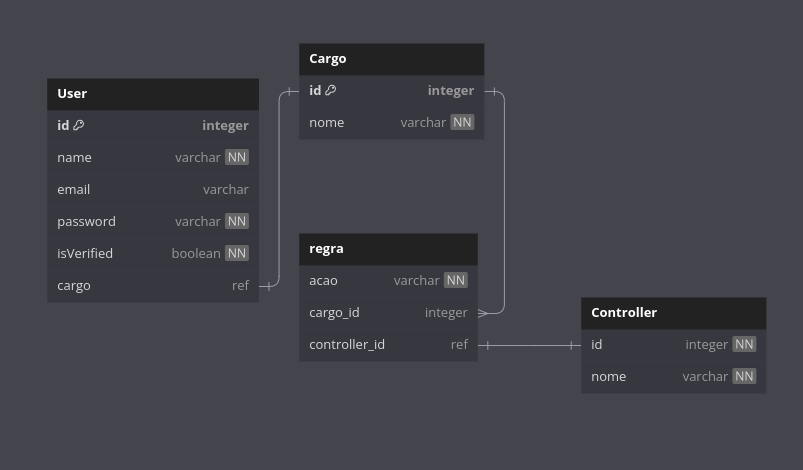 User
id integer
name varchar NN
email varchar
password varchar NN
isVerified boolean NN
cargo ref
Cargo
id integer
nome varchar NN
regra
acao varchar NN
cargo_id integer
controller_id ref
Controller
id integer NN
nome varchar NN